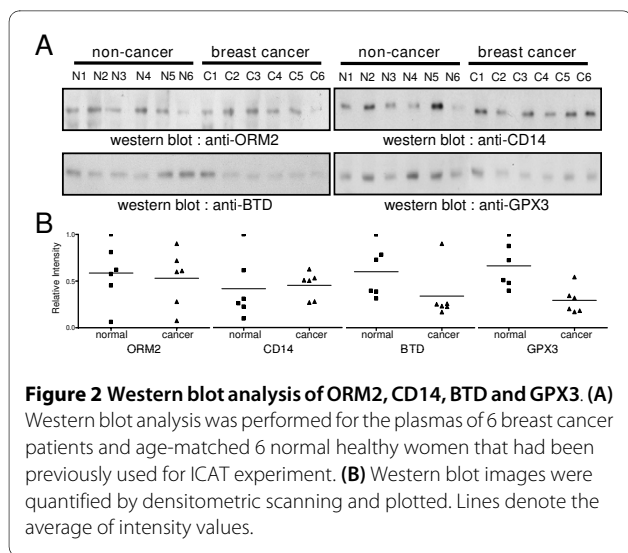 A
non-cancer breast cancer non-cancer breast cancer
N1 N2 N3 N4 N5 N6 C1 C2 C3 C4 C5 C6 N1 N2 N3 N4 N5 N6 C1 C2 C3 C4 C5 C6
western blot : anti-ORM2 western blot : anti-CD14
western blot : anti-BTD western blot : anti-GPX3
B
Relative Intensity
1.0
0.5
0.0
normal cancer normal cancer normal cancer normal cancer
ORM2 CD14 BTD GPX3
Figure 2 Western blot analysis of ORM2, CD14, BTD and GPX3. (A)
Western blot analysis was performed for the plasmas of 6 breast cancer
patients and age-matched 6 normal healthy women that had been
previously used for ICAT experiment. (B) Western blot images were
quantified by densitometric scanning and plotted. Lines denote the
average of intensity values.